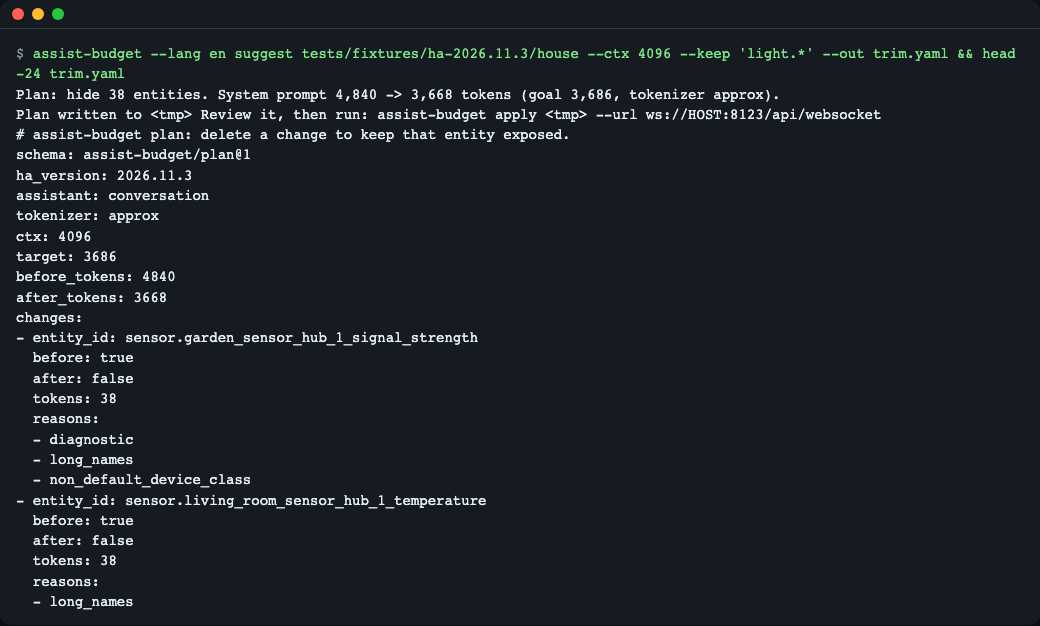 $ assist-budget --lang en suggest tests/fixtures/ha-2026.11.3/house --ctx 4096 --keep 'light.*' --out trim.yaml && head
-24 trim.yaml
Plan: hide 38 entities. System prompt 4,840 -> 3,668 tokens (goal 3,686, tokenizer approx).
Plan written to <tmp> Review it, then run: assist-budget apply <tmp> --url ws://HOST:8123/api/websocket
# assist-budget plan: delete a change to keep that entity exposed.
schema: assist-budget/plan@1
ha_version: 2026.11.3
assistant: conversation
tokenizer: approx
ctx: 4096
target: 3686
before_tokens: 4840
after_tokens: 3668
changes:
- entity_id: sensor.garden_sensor_hub_1_signal_strength
  before: true
  after: false
  tokens: 38
  reasons:
  - diagnostic
  - long_names
  - non_default_device_class
- entity_id: sensor.living_room_sensor_hub_1_temperature
  before: true
  after: false
  tokens: 38
  reasons:
  - long_names